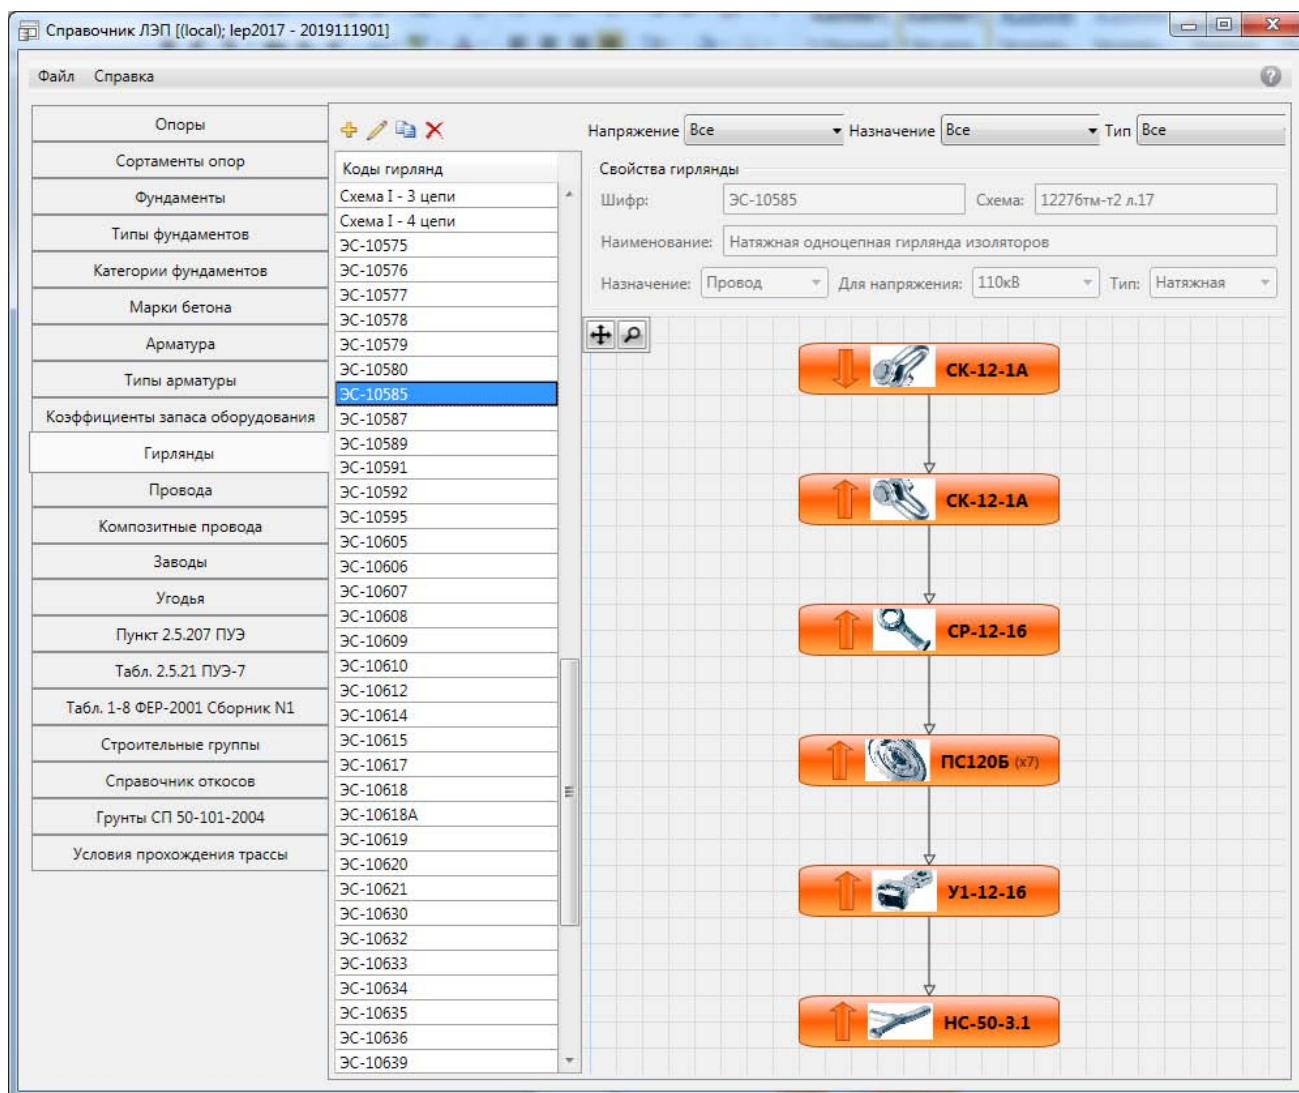 Справочник ЛЭП [(local); lep2017 - 2019111901]
Файл Справка
Опоры
Сортаменты опор
Фундаменты
Типы фундаментов
Категории фундаментов
Марки бетона
Арматура
Типы арматуры
Коэффициенты запаса оборудования
Гирлянды
Провода
Композитные провода
Заводы
Угодья
Пункт 2.5.207 ПУЭ
Табл. 2.5.21 ПУЭ-7
Табл. 1-8 ФЕР-2001 Сборник N1
Строительные группы
Справочник откосов
Грунты СП 50-101-2004
Условия прохождения трассы
Коды гирлянд
Схема I - 3 цепи
Схема I - 4 цепи
ЭС-10575
ЭС-10576
ЭС-10577
ЭС-10578
ЭС-10579
ЭС-10580
ЭС-10585
ЭС-10587
ЭС-10589
ЭС-10591
ЭС-10592
ЭС-10595
ЭС-10605
ЭС-10606
ЭС-10607
ЭС-10608
ЭС-10609
ЭС-10610
ЭС-10612
ЭС-10614
ЭС-10615
ЭС-10617
ЭС-10618
ЭС-10618А
ЭС-10619
ЭС-10620
ЭС-10621
ЭС-10630
ЭС-10632
ЭС-10633
ЭС-10634
ЭС-10635
ЭС-10636
ЭС-10639
Напряжение Все Назначение Все Тип Все
Свойства гирлянды
Шифр: ЭС-10585 Схема: 12276тм-т2 л.17
Наименование: Натяжная одноцепная гирлянда изоляторов
Назначение: Провод Для напряжения: 110кВ Тип: Натяжная
СК-12-1А
СК-12-1А
СР-12-16
ПС120Б (x7)
У1-12-16
НС-50-3.1